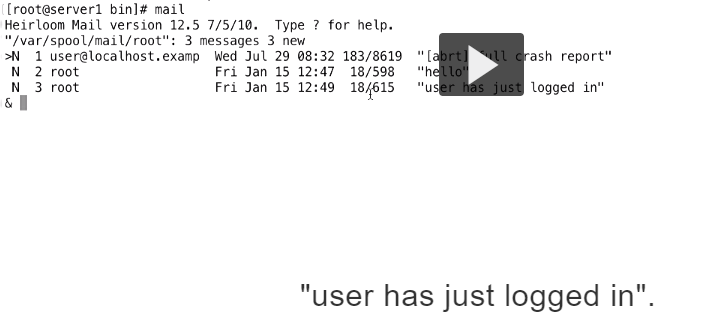 [root@server1 bin]# mail
Heirloom Mail version 12.5 7/5/10.  Type ? for help.
"/var/spool/mail/root": 3 messages 3 new
>N  1 user@localhost.examp  Wed Jul 29 08:32 183/8619  "[abrt] full crash report"
 N  2 root                  Fri Jan 15 12:47  18/598   "hello"
 N  3 root                  Fri Jan 15 12:49  18/615   "user has just logged in"
&
"user has just logged in".